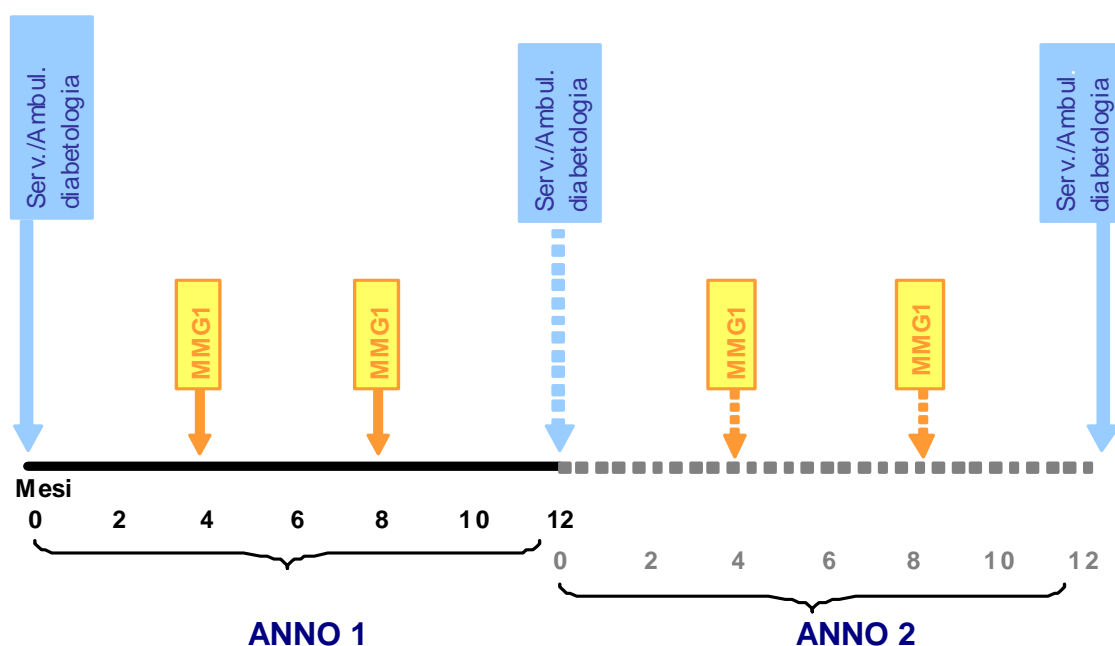 Serv./Ambul.
diabetologia
Serv./Ambul.
diabetologia
Serv./Ambul.
diabetologia
MMG1
MMG1
MMG1
MMG1
Mesi
0 2 4 6 8 10 12
0 2 4 6 8 10 12
ANNO 1 ANNO 2